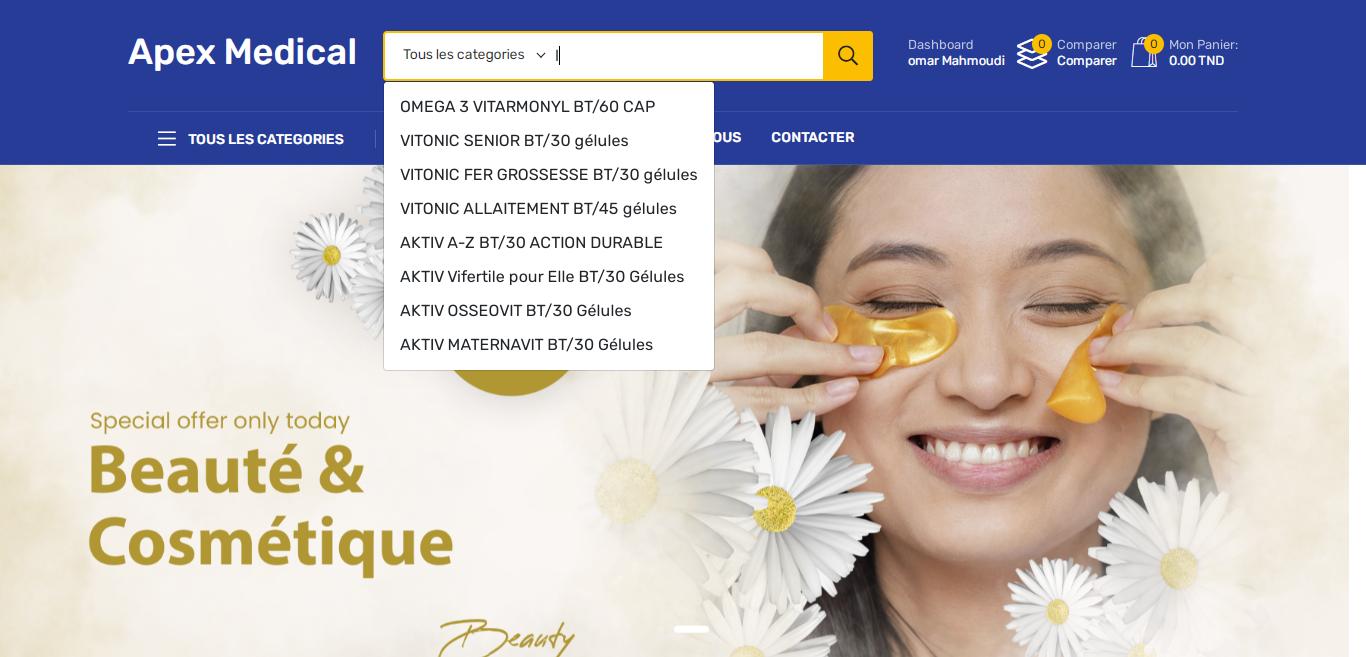 Apex Medical
Tous les categories
Dashboard
omar Mahmoudi
0
Comparer
Comparer
0
Mon Panier:
0.00 TND
TOUS LES CATEGORIES
OUS
CONTACTER
OMEGA 3 VITARMONYL BT/60 CAP
VITONIC SENIOR BT/30 gélules
VITONIC FER GROSSESSE BT/30 gélules
VITONIC ALLAITEMENT BT/45 gélules
AKTIV A-Z BT/30 ACTION DURABLE
AKTIV Vifertile pour Elle BT/30 Gélules
AKTIV OSSEOVIT BT/30 Gélules
AKTIV MATERNAVIT BT/30 Gélules
Special offer only today
Beauté &
Cosmétique
Beauty